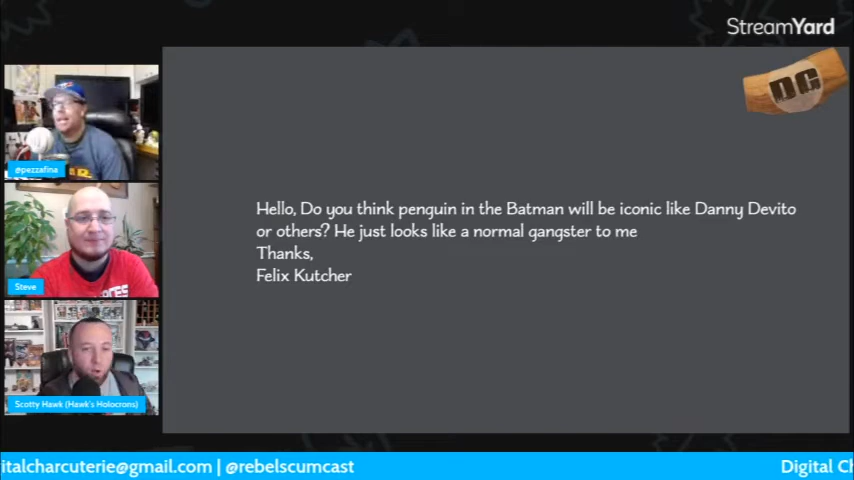 StreamYard
DG
@pezzafina
Hello, Do you think penguin in the Batman will be iconic like Danny Devito
or others? He just looks like a normal gangster to me
Thanks,
Felix Kutcher
Steve
Scotty Hawk (Hawk's Holocrons)
italcharcuterie@gmail.com | @rebelscumcast
Digital Ch